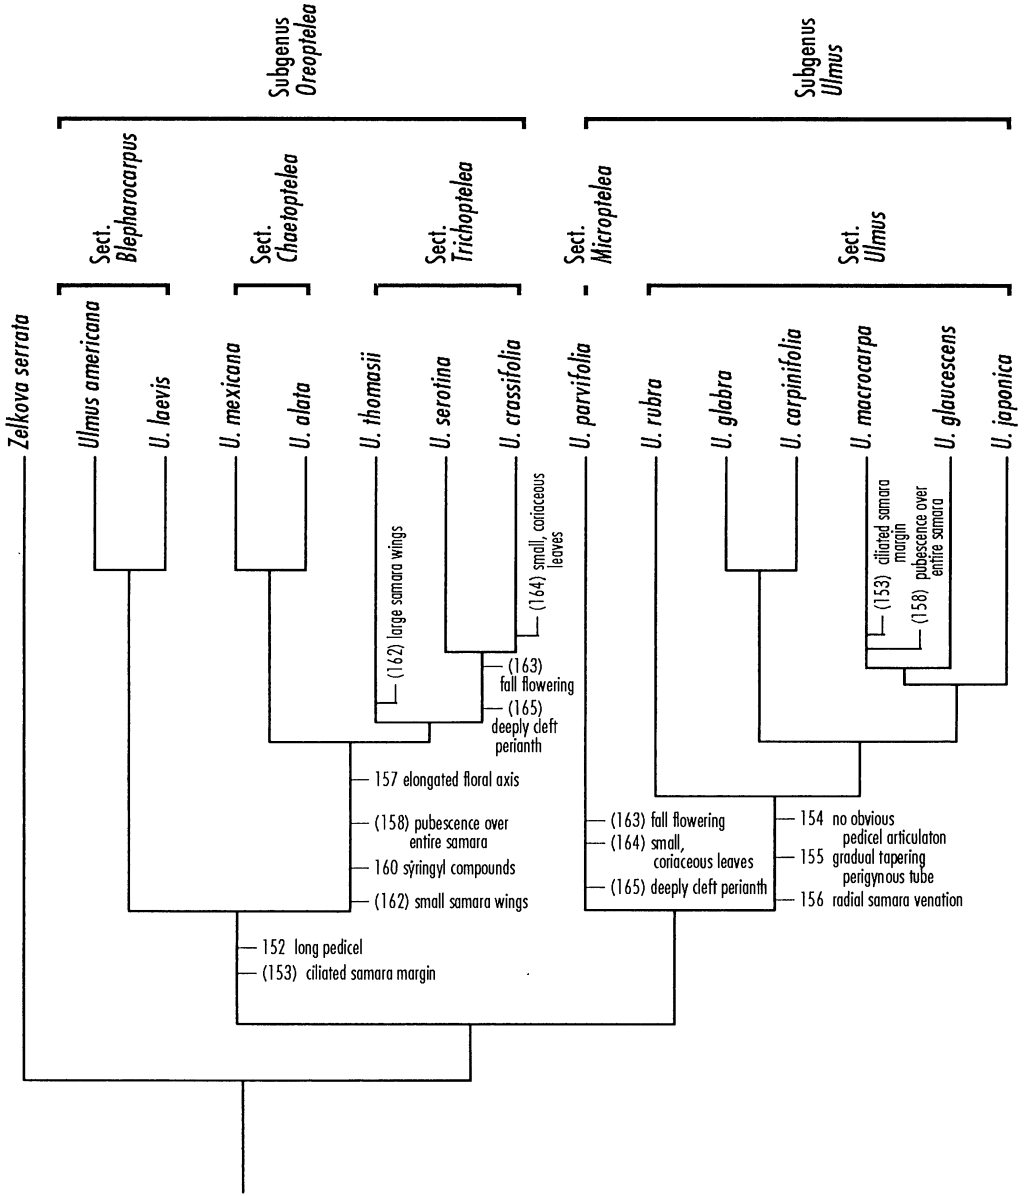 Subgenus
Oreoptelea
Subgenus
Ulmus
Sect.
Blepharocarpus
Sect.
Chaetoptelea
Sect.
Trichoptelea
Sect.
Microptelea
Sect.
Ulmus
Zelkova serrata
Ulmus americana
U. laevis
U. mexicana
U. alata
U. thomasii
U. serotina
U. crassifolia
U. parvifolia
U. rubra
U. glabra
U. carpinifolia
U. macrocarpa
U. glaucescens
U. japonica
(162) large samara wings
(164) small, coriaceous
leaves
(153) ciliated samara
margin
(158) pubescence over
entire samara
(163)
fall flowering
(165)
deeply cleft
perianth
157 elongated floral axis
(158) pubescence over
entire samara
160 syringyl compounds
(162) small samara wings
(163) fall flowering
(164) small,
coriaceous leaves
(165) deeply cleft perianth
154 no obvious
pedicel articulaton
155 gradual tapering
perigynous tube
156 radial samara venation
152 long pedicel
(153) ciliated samara margin